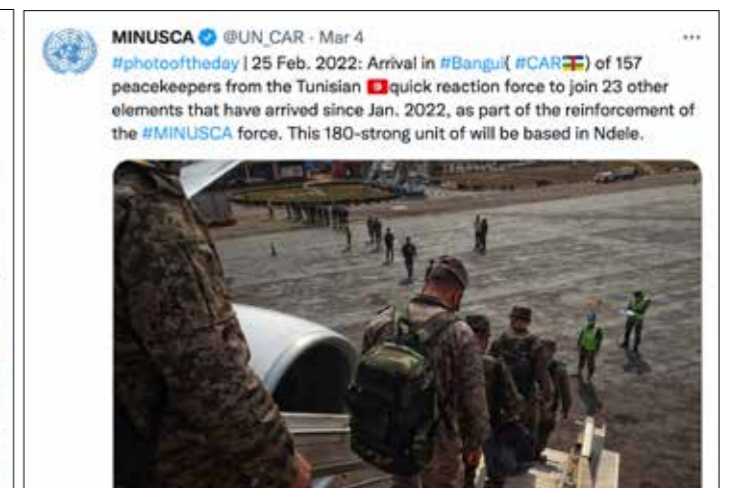 MINUSCA @UN_CAR · Mar 4
#photooftheday | 25 Feb. 2022: Arrival in #Bangui( #CAR🇨🇫) of 157
peacekeepers from the Tunisian 🇹🇳quick reaction force to join 23 other
elements that have arrived since Jan. 2022, as part of the reinforcement of
the #MINUSCA force. This 180-strong unit of will be based in Ndele.